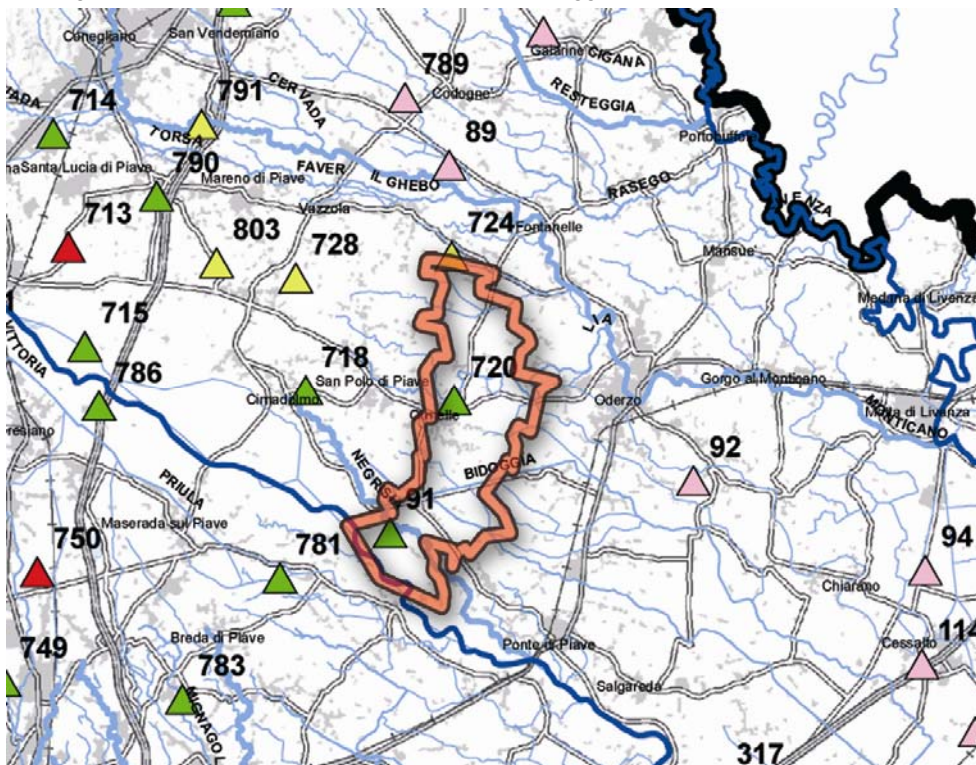 Conegliano
San Vendemiano
Gaiarine
CIGANA
789
CERVADA
Codognè
RESTEGGIA
791
714
TORSA
89
Portobuffolè
790
Santa Lucia di Piave
Mareno di Piave
FAVER
IL GHEBO
RASEGO
713
Vazzola
803
728
724
Fontanelle
Mansuè
Meduna di Livenza
LIA
715
VITTORIA
786
718
San Polo di Piave
720
Cimadolmo
Ormelle
Oderzo
Gorgo al Monticano
Motta di Livenza
MONTICANO
92
BIDOGGIA
PRIULA
91
Maserada sul Piave
750
781
94
Chiarano
Breda di Piave
749
783
Ponte di Piave
114
Cessalto
Salgareda
317